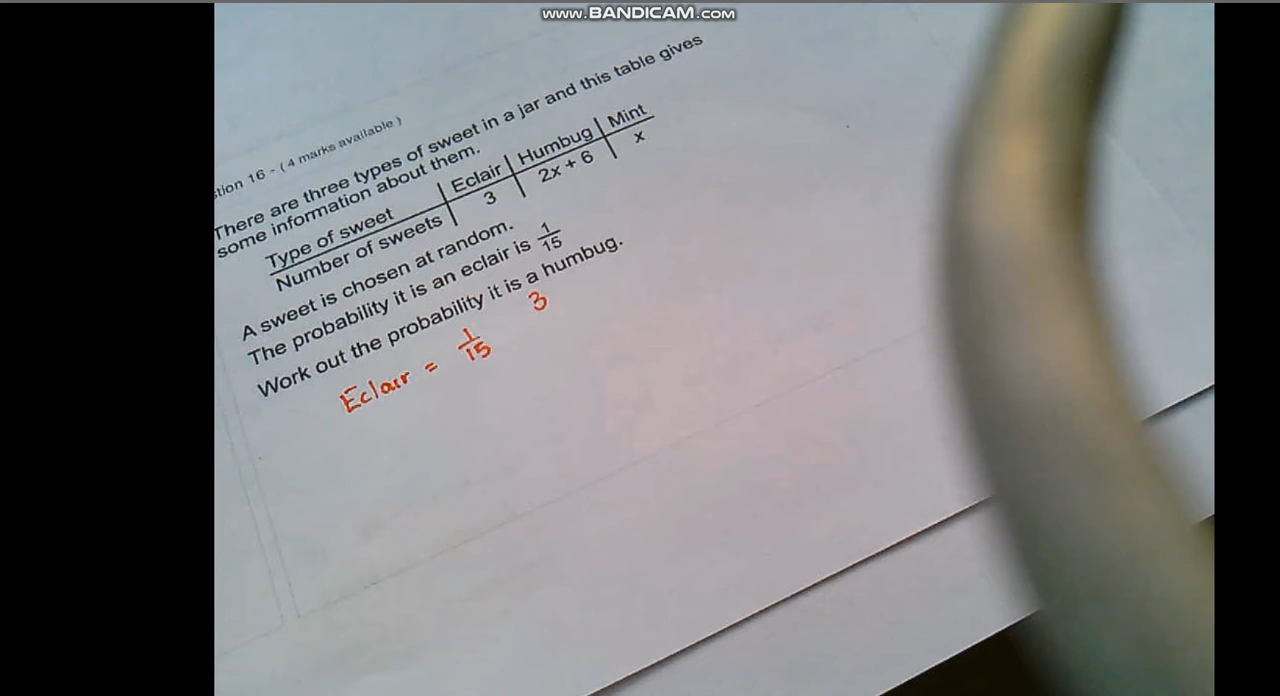 www.BANDICAM.com
stion 16 - ( 4 marks available )
There are three types of sweet in a jar and this table gives
some information about them.
Type of sweet Eclair Humbug Mint
Number of sweets 3 2x + 6 x
A sweet is chosen at random.
The probability it is an eclair is 1/15
Work out the probability it is a humbug.
Eclair = 1/15 3